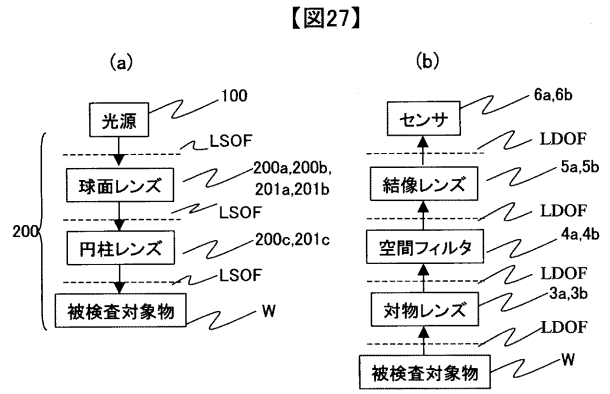 【図27】
(a)
光源
100
LSOF
球面レンズ
200a,200b,
201a,201b
LSOF
200
円柱レンズ
200c,201c
LSOF
被検査対象物
W
(b)
センサ
6a,6b
LDOF
結像レンズ
5a,5b
LDOF
空間フィルタ
4a,4b
LDOF
対物レンズ
3a,3b
LDOF
被検査対象物
W